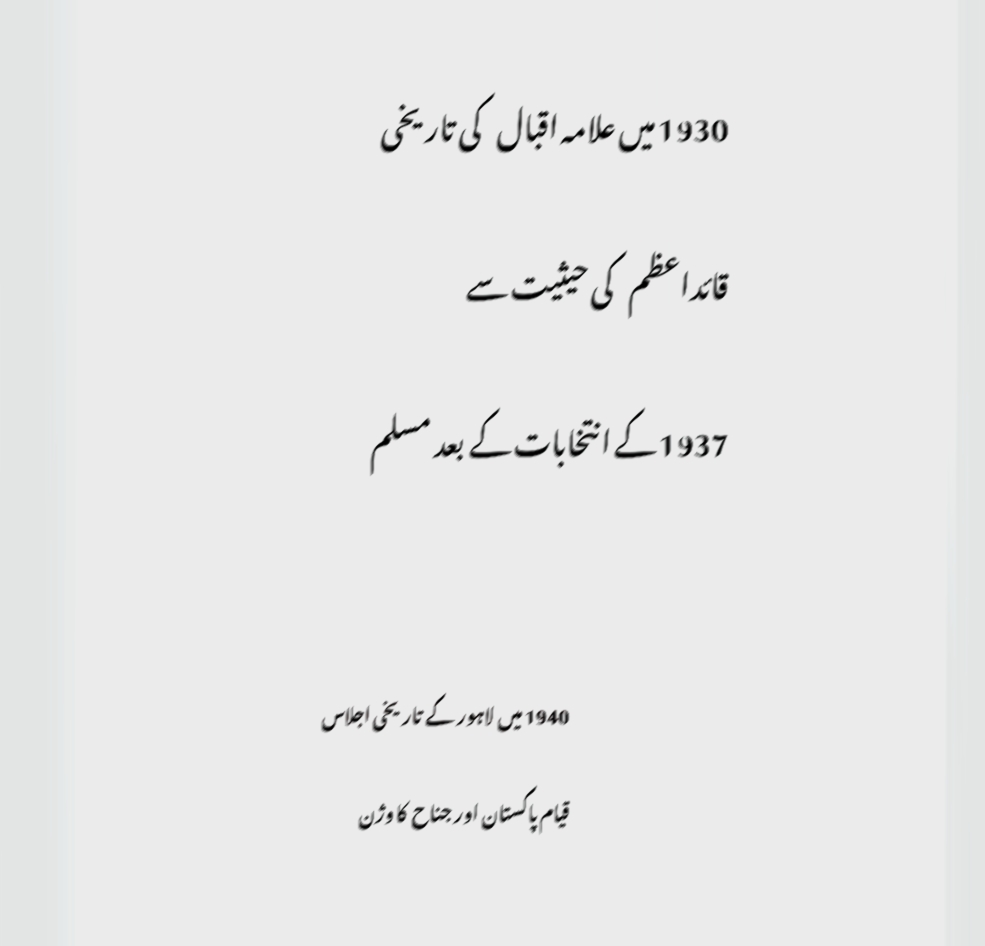 1930 میں علامہ اقبال کی تاریخی
قائداعظم کی حیثیت سے
1937 کے انتخابات کے بعد مسلم
1940 میں لاہور کے تاریخی اجلاس
قیام پاکستان اور جناح کا وژن